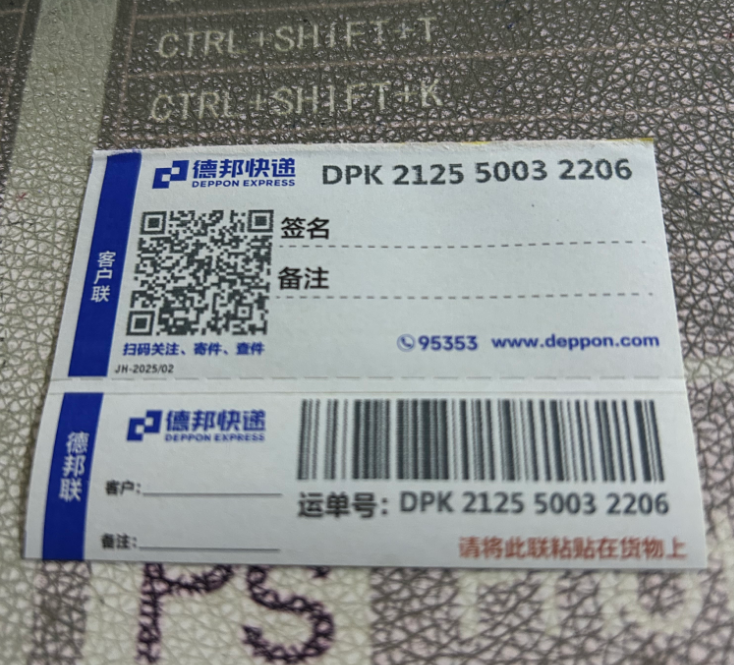 CTRL+SHIFT+T
CTRL+SHIFT+K
德邦快递
DEPPON EXPRESS
DPK 2125 5003 2206
客户联
签名
备注
扫码关注、寄件、查件
95353 www.deppon.com
JH-2025/02
德邦联
德邦快递
DEPPON EXPRESS
客户:
运单号: DPK 2125 5003 2206
备注:
请将此联粘贴在货物上
PS